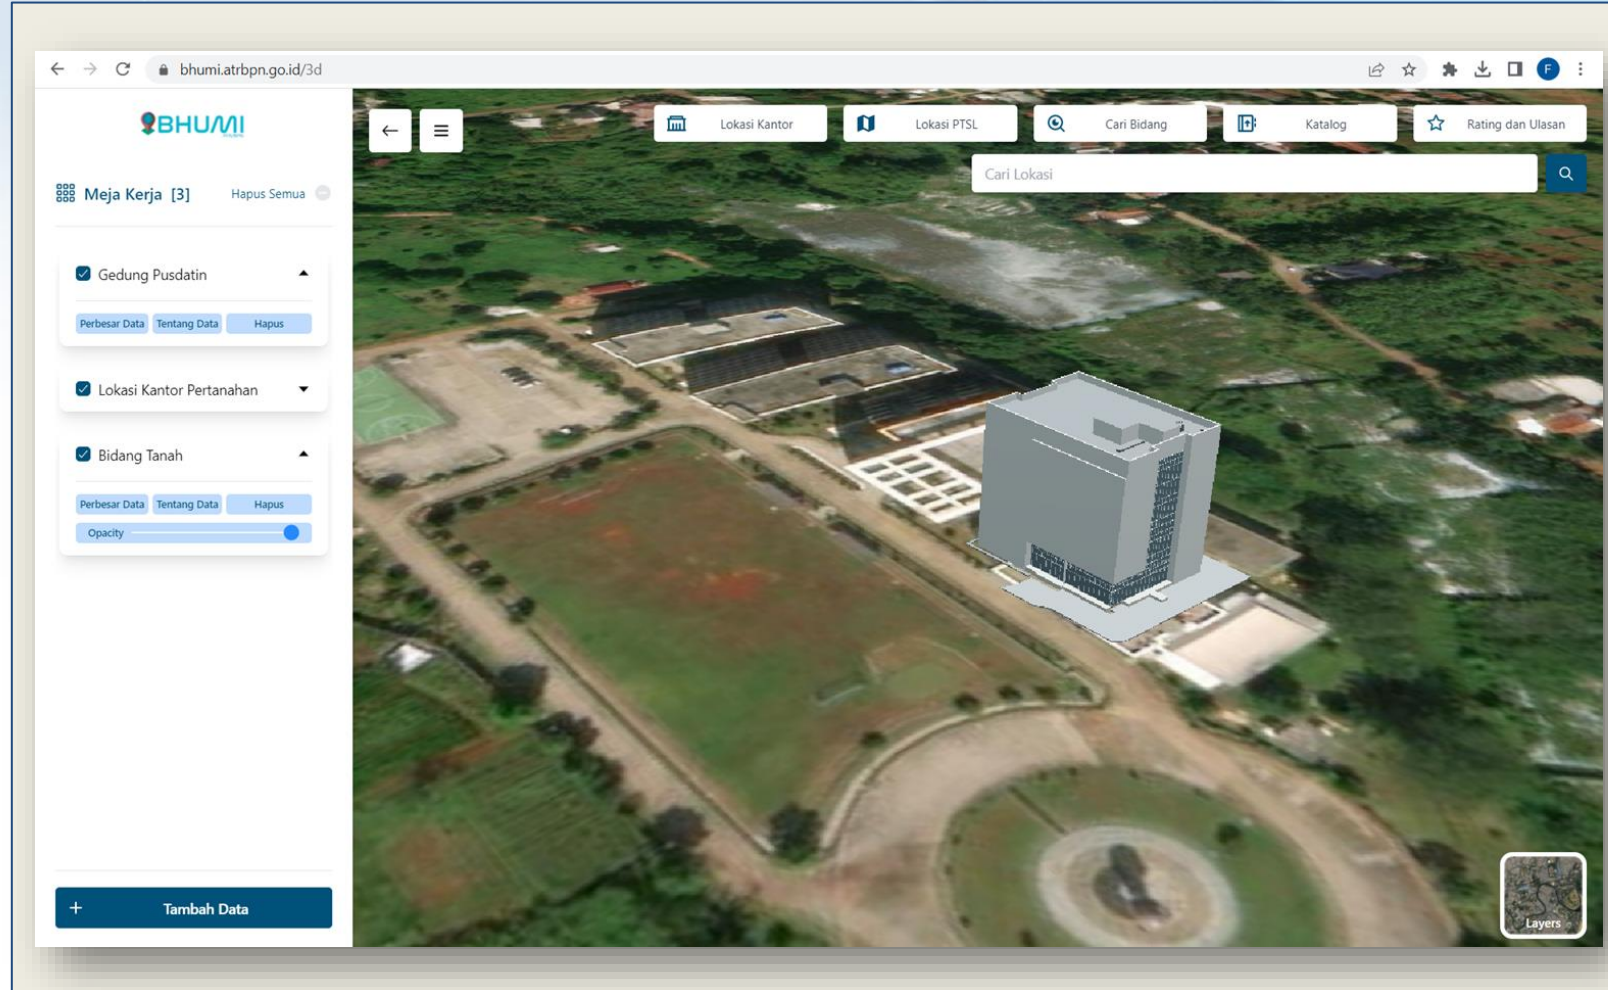 bhumi.atrbpn.go.id/3d
F
BHUMI
Lokasi Kantor
Lokasi PTSL
Cari Bidang
Katalog
Rating dan Ulasan
Cari Lokasi
Meja Kerja [3]
Hapus Semua
Gedung Pusdatin
Perbesar Data Tentang Data Hapus
Lokasi Kantor Pertanahan
Bidang Tanah
Perbesar Data Tentang Data Hapus
Opacity
+ Tambah Data
Layers